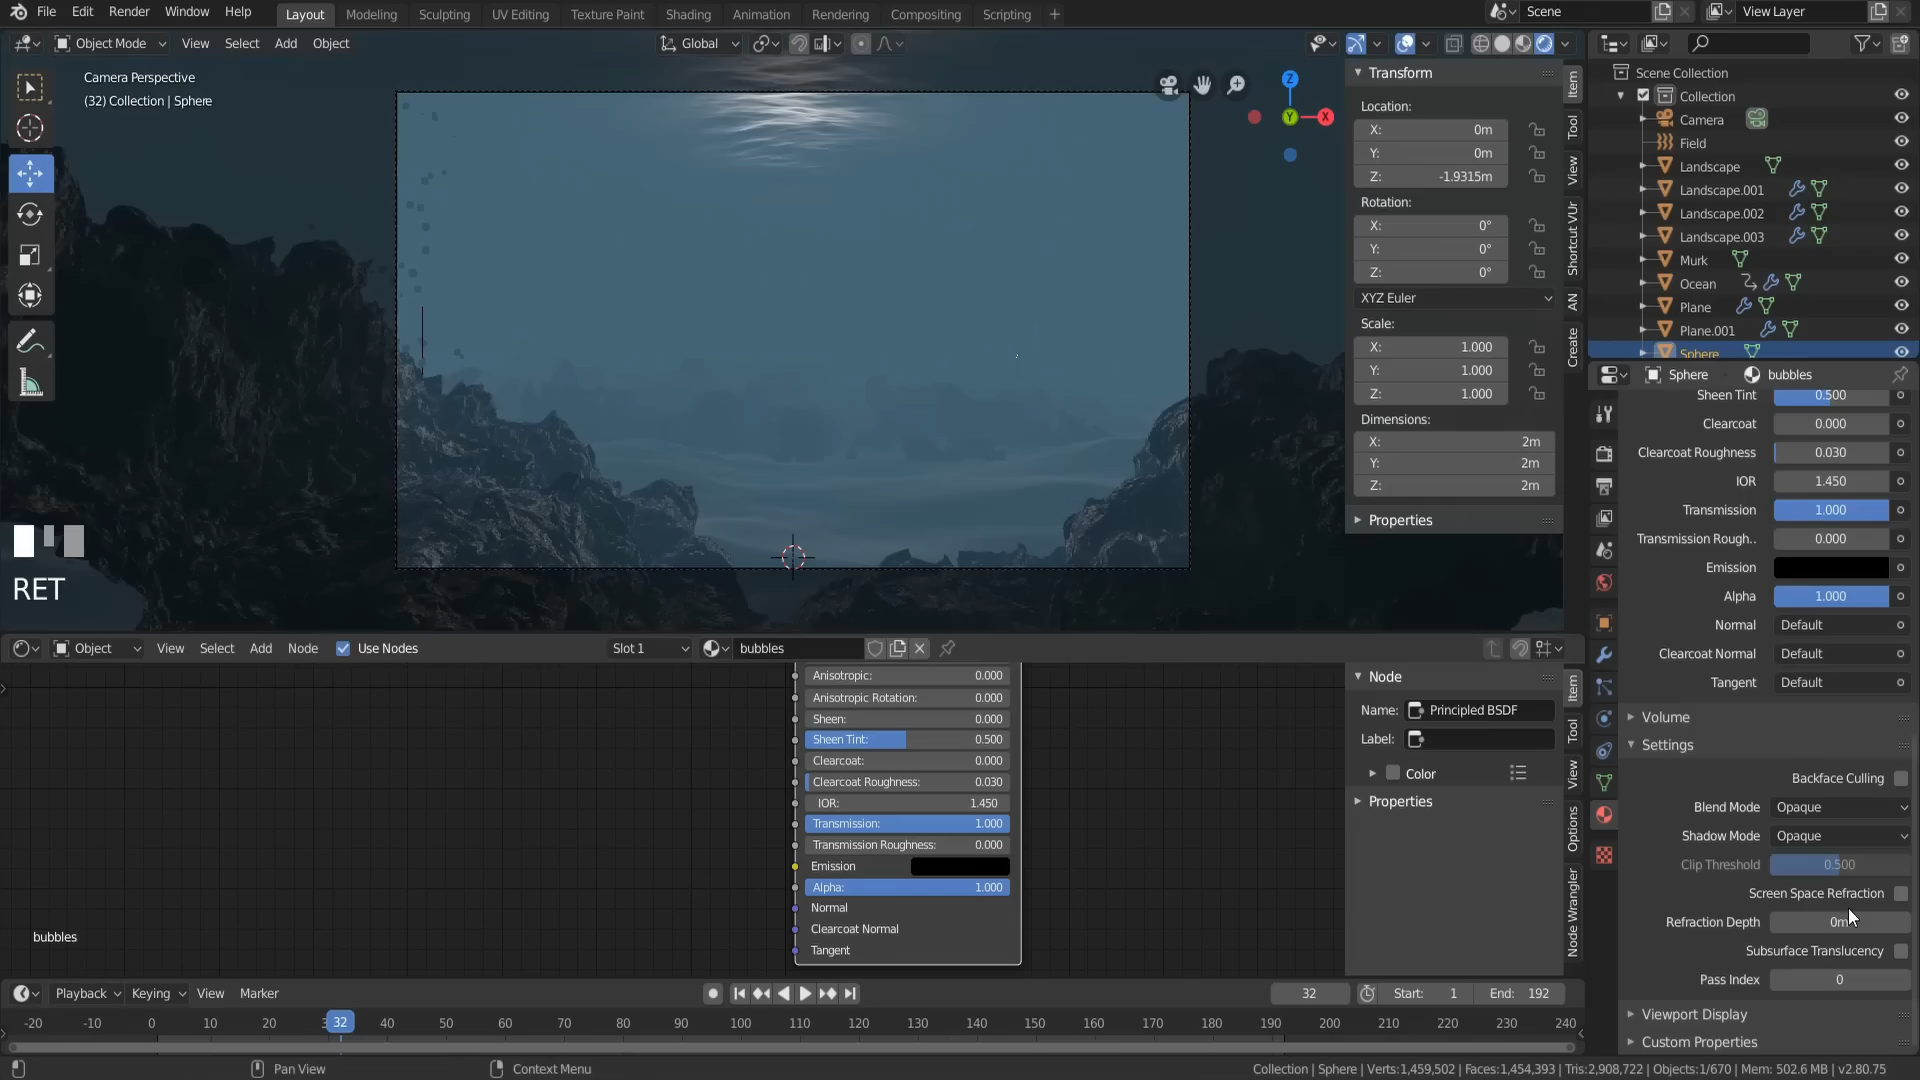 File Edit Render Window Help Layout Modeling Sculpting UV Editing Texture Paint Shading Animation Rendering Compositing Scripting + Scene View Layer
Object Mode View Select Add Object Global
Camera Perspective
(32) Collection | Sphere
Z
Y
X
RET
Transform
Location:
X: 0m
Y: 0m
Z: -1.9315m
Rotation:
X: 0°
Y: 0°
Z: 0°
XYZ Euler
Scale:
X: 1.000
Y: 1.000
Z: 1.000
Dimensions:
X: 2m
Y: 2m
Z: 2m
Properties
Item
Tool
View
Shortcut VUr
AN
Create
Scene Collection
Collection
Camera
Field
Landscape
Landscape.001
Landscape.002
Landscape.003
Murk
Ocean
Plane
Plane.001
Sphere
Sphere bubbles
Sheen Tint 0.500
Clearcoat 0.000
Clearcoat Roughness 0.030
IOR 1.450
Transmission 1.000
Transmission Rough.. 0.000
Emission
Alpha 1.000
Normal Default
Clearcoat Normal Default
Tangent Default
Volume
Settings
Backface Culling
Blend Mode Opaque
Shadow Mode Opaque
Clip Threshold 0.500
Screen Space Refraction
Refraction Depth 0m
Subsurface Translucency
Pass Index 0
Viewport Display
Custom Properties
Object View Select Add Node Use Nodes Slot 1 bubbles
Anisotropic: 0.000
Anisotropic Rotation: 0.000
Sheen: 0.000
Sheen Tint: 0.500
Clearcoat: 0.000
Clearcoat Roughness: 0.030
IOR: 1.450
Transmission: 1.000
Transmission Roughness: 0.000
Emission
Alpha: 1.000
Normal
Clearcoat Normal
Tangent
bubbles
Node
Name: Principled BSDF
Label:
Color
Properties
Item
Tool
View
Options
Node Wrangler
Playback Keying View Marker 32 Start: 1 End: 192
-20 -10 0 10 20 32 40 50 60 70 80 90 100 110 120 130 140 150 160 170 180 190 200 210 220 230 240
Pan View Context Menu Collection | Sphere | Verts:1,459,502 | Faces:1,454,393 | Tris:2,908,722 | Objects:1/670 | Mem: 502.6 MB | v2.80.75